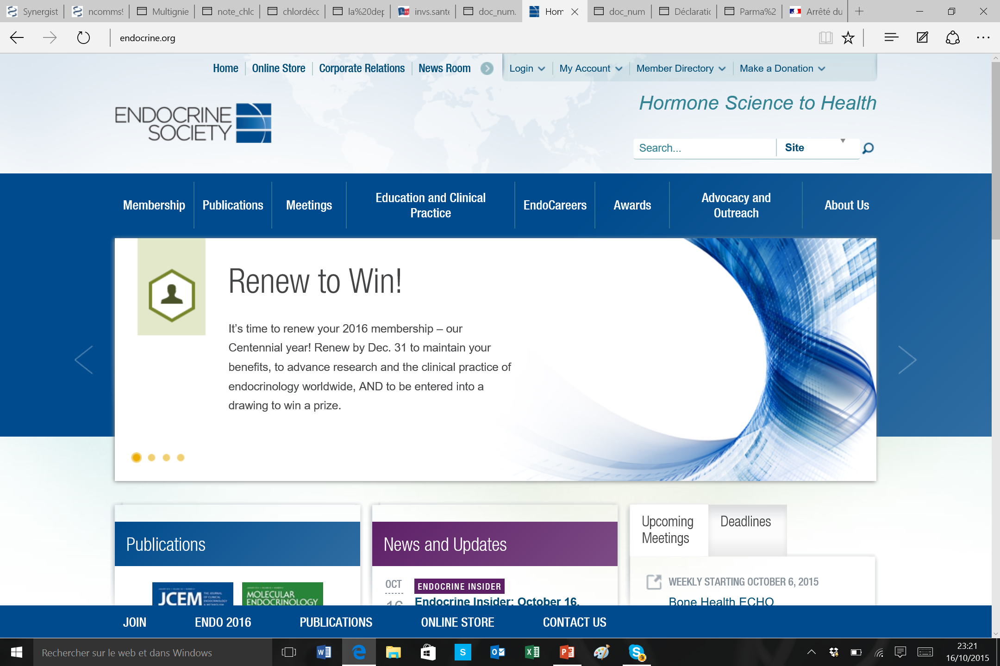 Synergist
ncomms9
Multignie
note_chlc
chlordécc
la%20dep
invs.sante
doc_num.
Hom
doc_num
Déclaratic
Parma%2
Arrêté du
endocrine.org
Home
Online Store
Corporate Relations
News Room
Login
My Account
Member Directory
Make a Donation
Hormone Science to Health
ENDOCRINE
SOCIETY
Search...
Site
Membership
Publications
Meetings
Education and Clinical
Practice
EndoCareers
Awards
Advocacy and
Outreach
About Us
Renew to Win!
It's time to renew your 2016 membership – our
Centennial year! Renew by Dec. 31 to maintain your
benefits, to advance research and the clinical practice of
endocrinology worldwide, AND to be entered into a
drawing to win a prize.
Publications
JCEM
MOLECULAR
ENDOCRINOLOGY
News and Updates
OCT
16
ENDOCRINE INSIDER
Endocrine Insider: October 16,
Upcoming
Meetings
Deadlines
WEEKLY STARTING OCTOBER 6, 2015
Bone Health ECHO
JOIN
ENDO 2016
PUBLICATIONS
ONLINE STORE
CONTACT US
Rechercher sur le web et dans Windows
23:21
16/10/2015